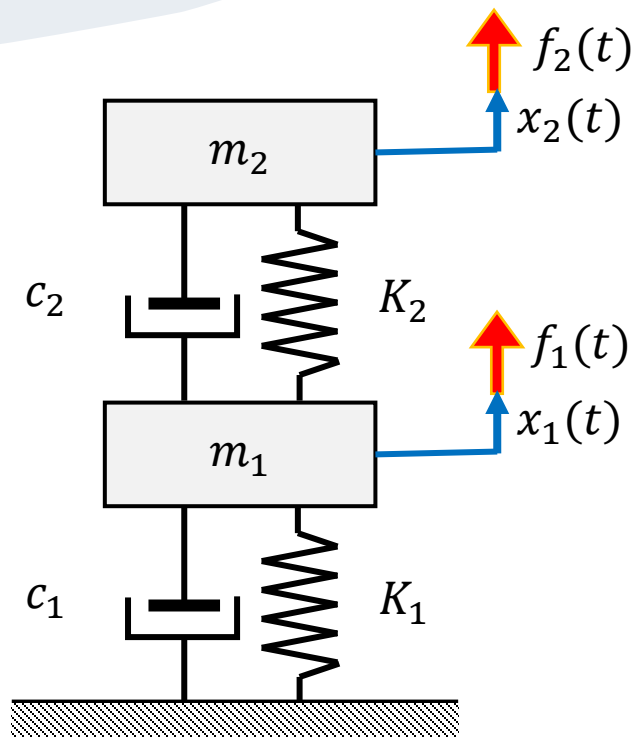 f₂(t)
x₂(t)
m₂
c₂
K₂
f₁(t)
x₁(t)
m₁
c₁
K₁